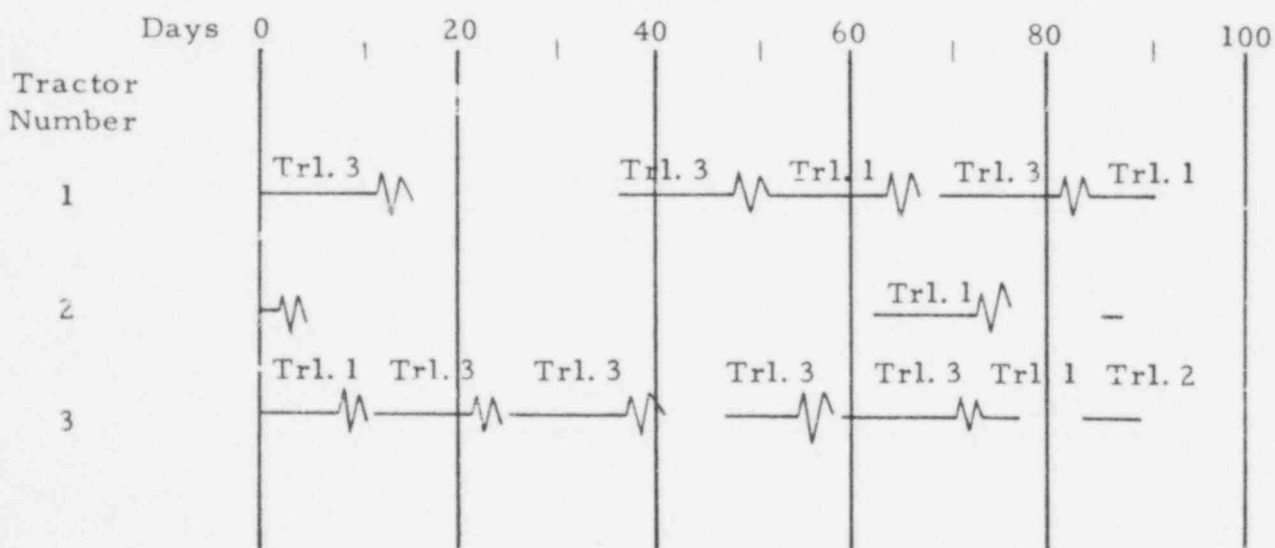 Days 0 20 40 60 80 100
Tractor
Number
Trl. 3 Trl. 3 Trl. 1 Trl. 3 Trl. 1
1
Trl. 1
2
Trl. 1 Trl. 3 Trl. 3 Trl. 3 Trl. 3 Trl. 1 Trl. 2
3